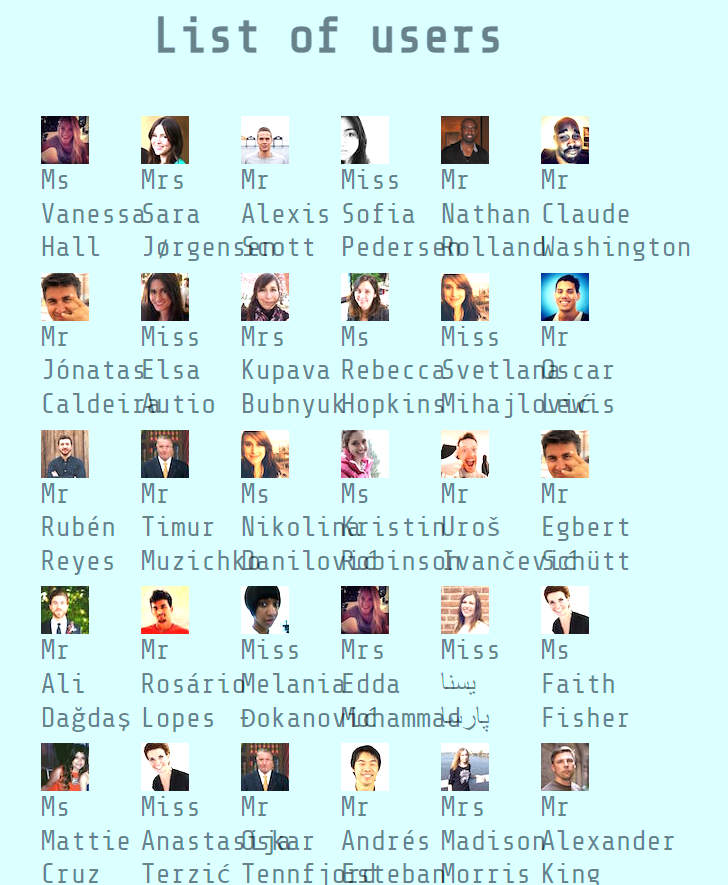 List of users
Ms
Vanessa
Hall
Mrs
Sara
Jørgensen
Mr
Alexis
Scott
Miss
Sofia
Pedersen
Mr
Nathan
Rolland
Mr
Claude
Washington
Mr
Jónatas
Caldeira
Miss
Elsa
Autio
Mrs
Kupava
Bubnyuk
Ms
Rebecca
Hopkins
Miss
Svetlana
Mihajlović
Mr
Oscar
Lewis
Mr
Rubén
Reyes
Mr
Timur
Muzichko
Ms
Nikolina
Danilović
Ms
Kristin
Robinson
Mr
Uroš
Ivančević
Mr
Egbert
Schütt
Mr
Ali
Dağdaş
Mr
Rosário
Lopes
Miss
Melania
Đokanović
Mrs
Edda
Mohammad
Miss
یسنا
پارسا
Ms
Faith
Fisher
Ms
Mattie
Cruz
Miss
Anastasija
Terzić
Mr
Oskar
Tennfjord
Mr
Andrés
Esteban
Mrs
Madison
Morris
Mr
Alexander
King